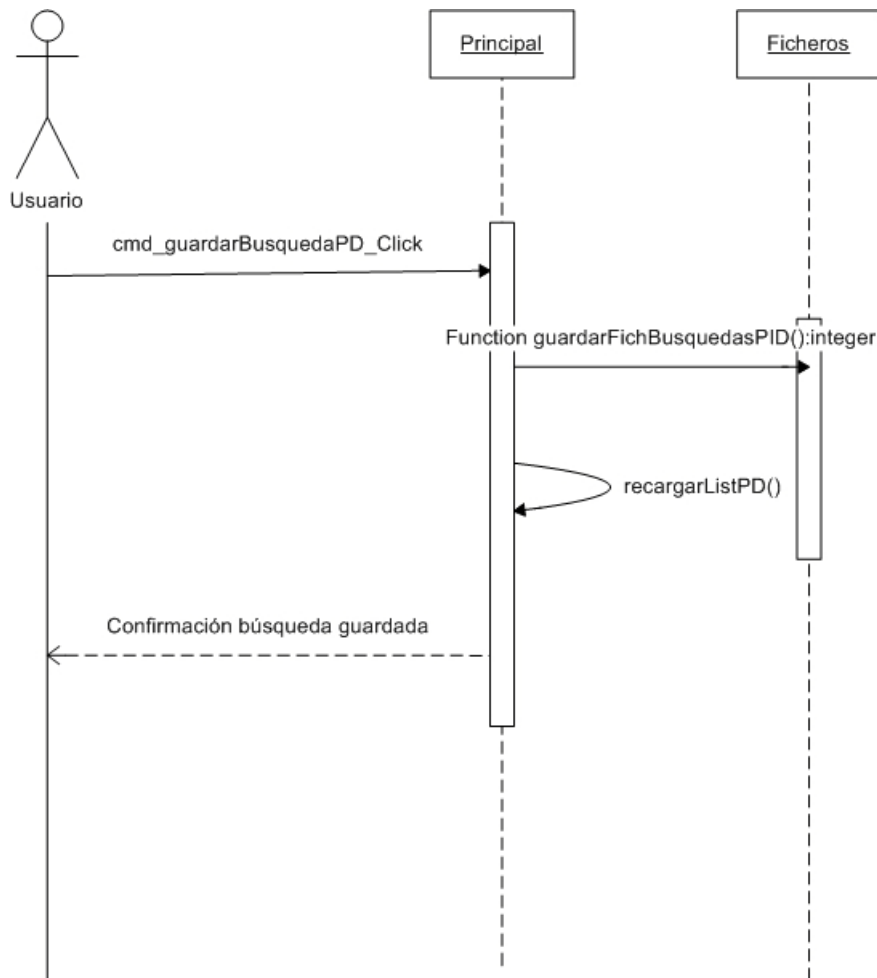 Principal
Ficheros
Usuario
cmd_guardarBusquedaPD_Click
Function guardarFichBusquedasPID():integer
recargarListPD()
Confirmación búsqueda guardada